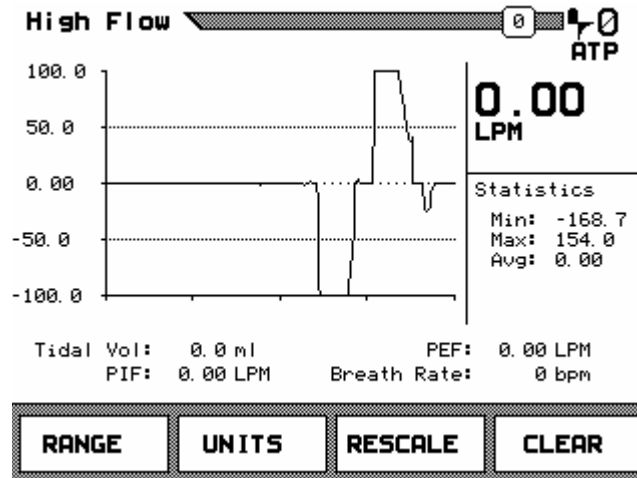 High Flow 0 0
ATP
100.0
50.0
0.00
-50.0
-100.0
0.00
LPM
Statistics
Min: -168.7
Max: 154.0
Avg: 0.00
Tidal Vol: 0.0 ml PEF: 0.00 LPM
PIF: 0.00 LPM Breath Rate: 0 bpm
RANGE UNITS RESCALE CLEAR